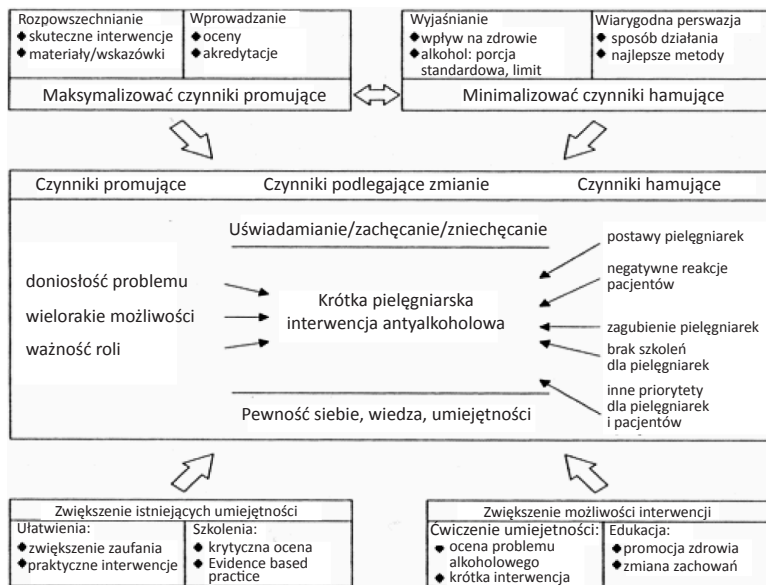 Rozpowszechnianie
◆ skuteczne interwencje
◆ materiały/wskazówki
Wprowadzanie
◆ oceny
◆ akredytacje
Maksymalizować czynniki promujące
Wyjaśnianie
◆ wpływ na zdrowie
◆ alkohol: porcja
standardowa, limit
Wiarygodna perswazja
◆ sposób działania
◆ najlepsze metody
Minimalizować czynniki hamujące
Czynniki promujące
Czynniki podlegające zmianie
Czynniki hamujące
Uświadamianie/zachęcanie/zniechęcanie
doniosłość problemu
wielorakie możliwości
ważność roli
Krótka pielęgniarska
interwencja antyalkoholowa
postawy pielęgniarek
negatywne reakcje
pacjentów
zagubienie pielęgniarek
brak szkoleń
dla pielęgniarek
inne priorytety
dla pielęgniarek
i pacjentów
Pewność siebie, wiedza, umiejętności
Zwiększenie istniejących umiejętności
Ułatwienia:
◆ zwiększenie zaufania
◆ praktyczne interwencje
Szkolenia:
◆ krytyczna ocena
◆ Evidence based
practice
Zwiększenie możliwości interwencji
Ćwiczenie umiejetności:
◆ ocena problemu
alkoholowego
◆ krótka interwencja
Edukacja:
◆ promocja zdrowia
◆ zmiana zachowań